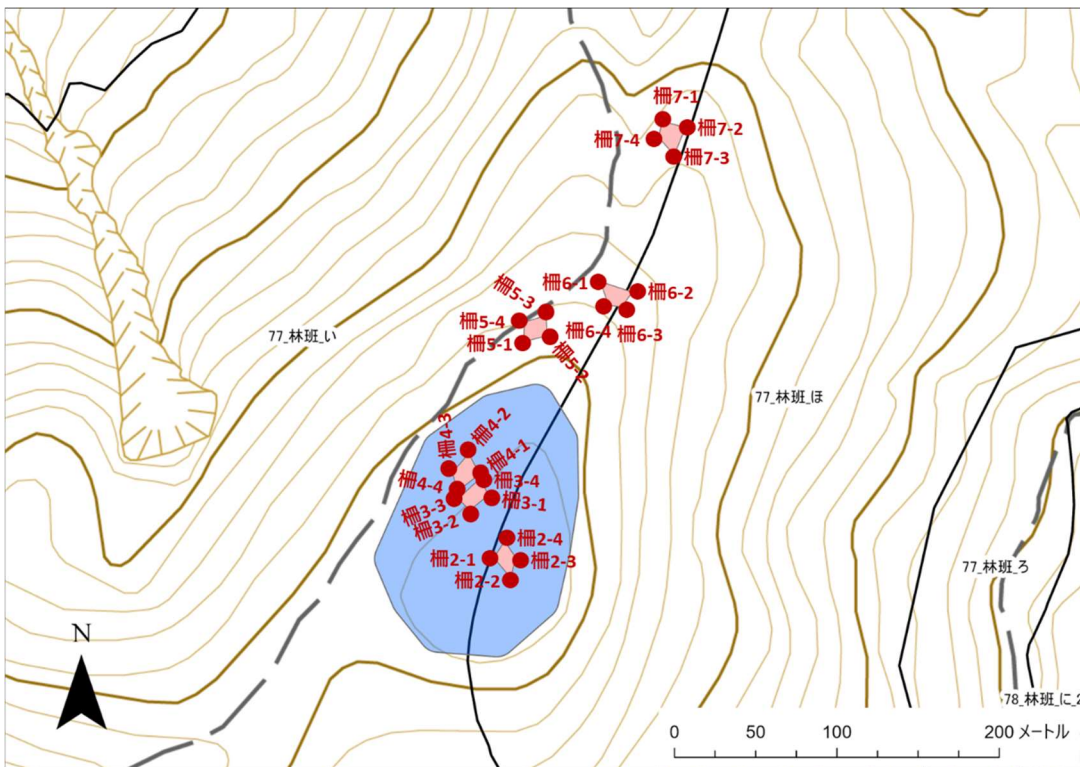 柵7-1
柵7-2
柵7-4
柵7-3
柵6-1
柵6-2
柵5-3
柵5-4
柵6-4
柵6-3
柵5-1
柵5-2
77_林班_い
77_林班_ほ
柵4-3
柵4-2
柵4-1
柵4-4
柵3-4
柵3-3
柵3-1
柵3-2
柵2-4
柵2-1
柵2-3
柵2-2
77_林班_ろ
N
78_林班_に_2
0 50 100 200 メートル